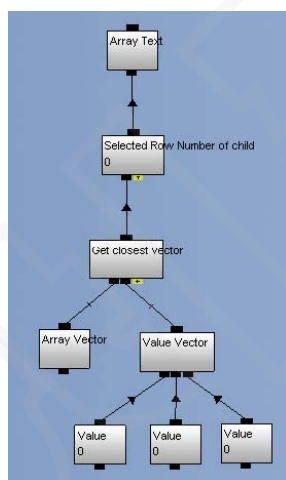 Array Text
Selected Row Number of child
0
Get closest vector
Array Vector
Value Vector
Value
0
Value
0
Value
0